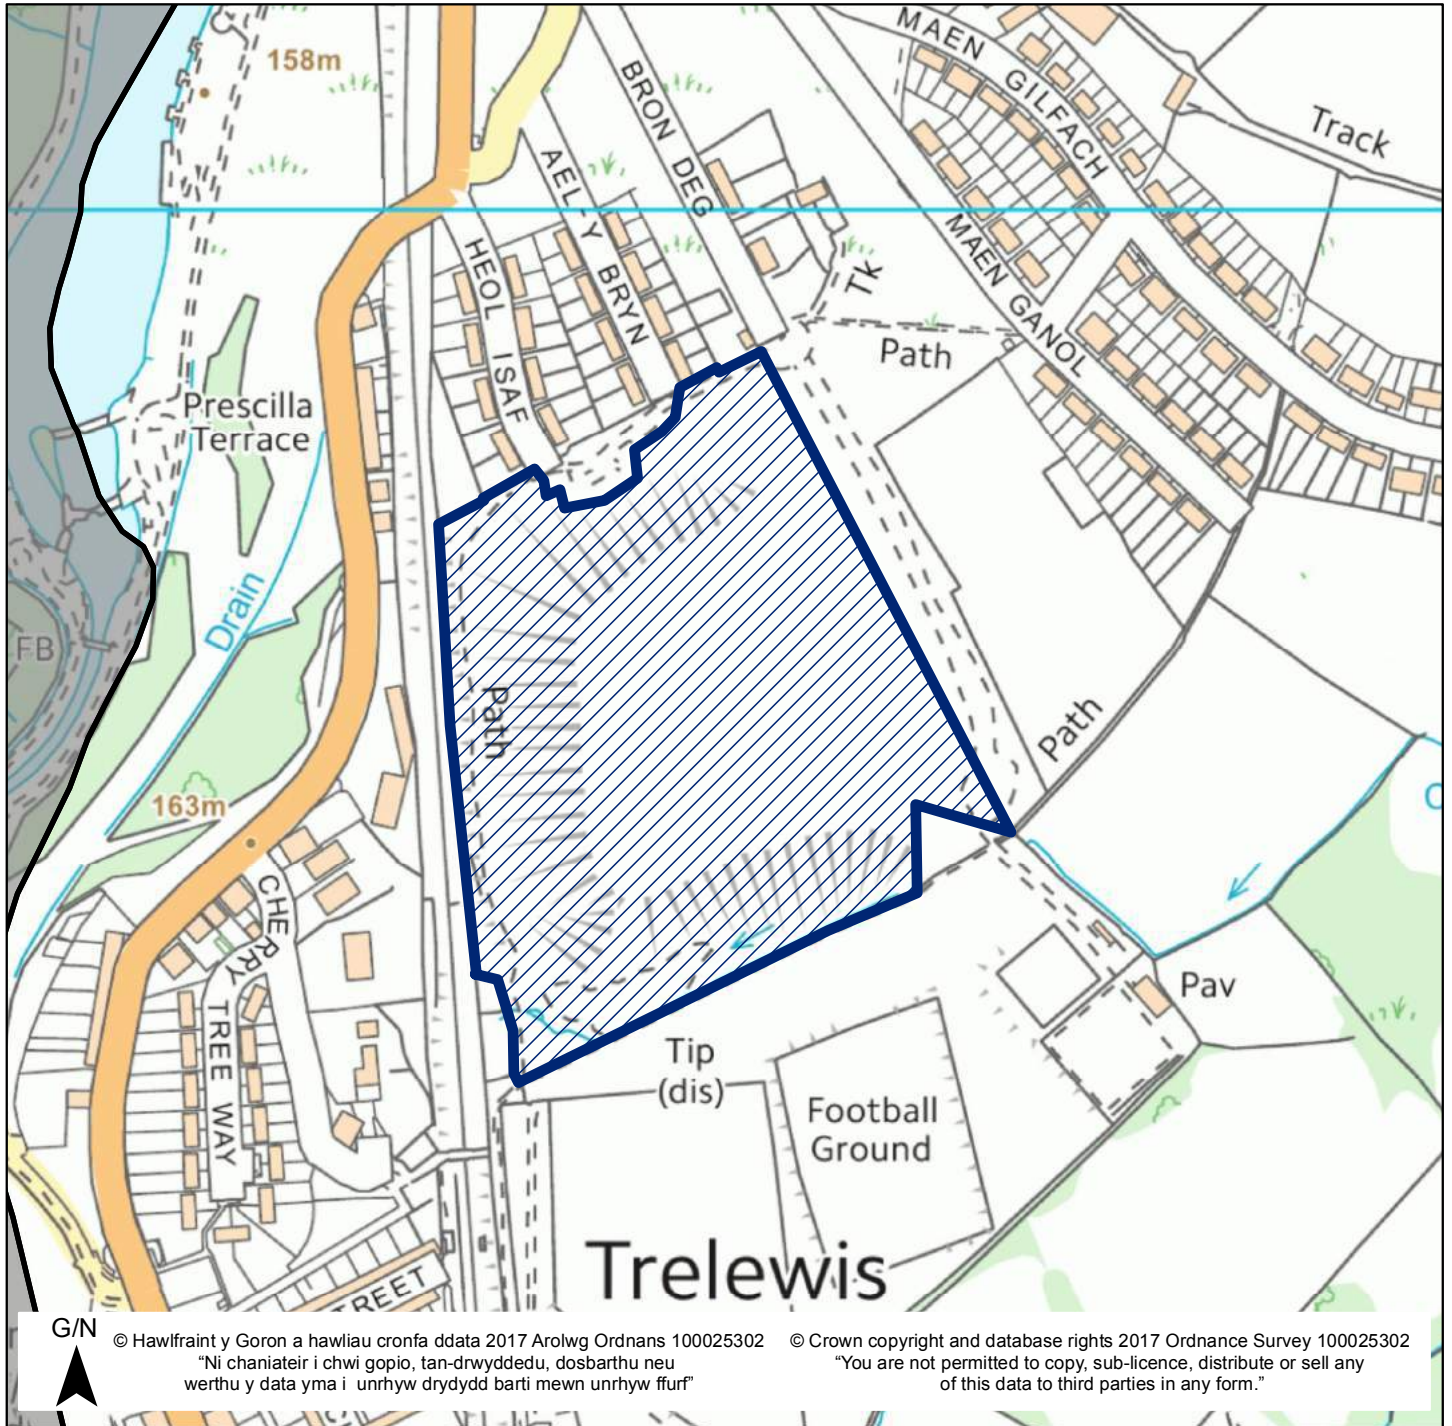 158m
MAEN GILFACH
BRON DEG
Track
AEL-Y BRYN
HEOL ISAF
MAEN GANOL
Tk
Path
Prescilla
Terrace
Drain
FB
Path
Path
163m
CHERRY TREE WAY
Pav
Tip
(dis)
Football
Ground
Trelewis
STREET
G/N
© Hawlfraint y Goron a hawliau cronfa ddata 2017 Arolwg Ordnans 100025302
“Ni chaniateir i chwi gopio, tan-drwyddedu, dosbarthu neu
werthu y data yma i unrhyw drydydd barti mewn unrhyw ffurf”
© Crown copyright and database rights 2017 Ordnance Survey 100025302
“You are not permitted to copy, sub-licence, distribute or sell any
of this data to third parties in any form.”